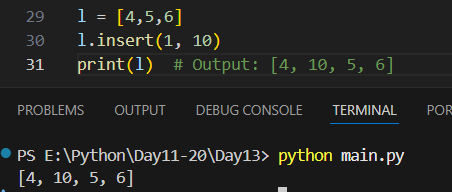 29 l = [4,5,6]
30 l.insert(1, 10)
31 print(l)  # Output: [4, 10, 5, 6]
PROBLEMS OUTPUT DEBUG CONSOLE TERMINAL POR
PS E:\Python\Day11-20\Day13> python main.py
[4, 10, 5, 6]